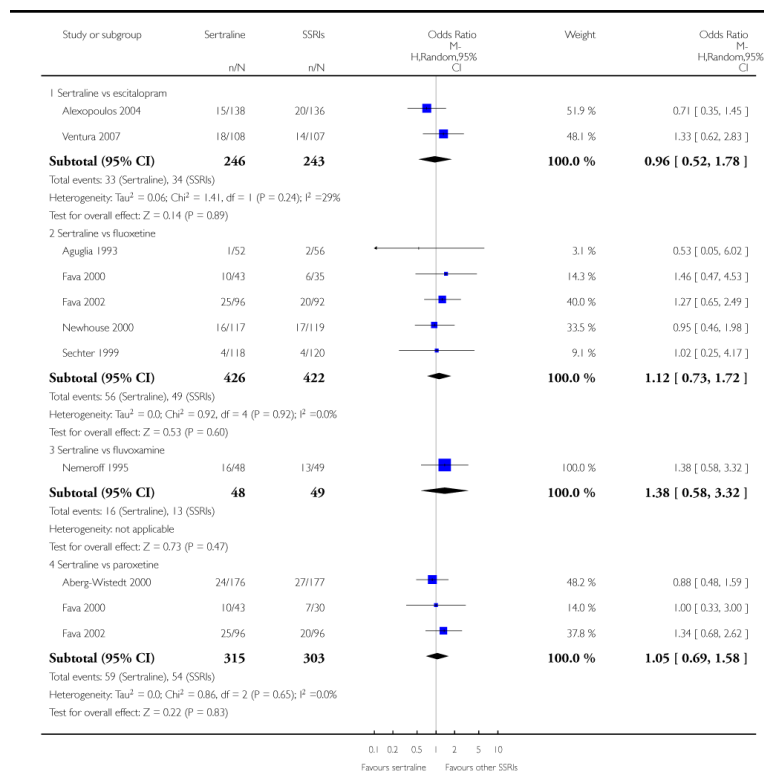 Study or subgroup Sertraline SSRIs Odds Ratio Weight Odds Ratio
M- M-
H,Random,95% H,Random,95%
n/N n/N CI CI
1 Sertraline vs escitalopram
Alexopoulos 2004 15/138 20/136 51.9 % 0.71 [ 0.35, 1.45 ]
Ventura 2007 18/108 14/107 48.1 % 1.33 [ 0.62, 2.83 ]
Subtotal (95% CI) 246 243 100.0 % 0.96 [ 0.52, 1.78 ]
Total events: 33 (Sertraline), 34 (SSRIs)
Heterogeneity: Tau² = 0.06; Chi² = 1.41, df = 1 (P = 0.24); I² =29%
Test for overall effect: Z = 0.14 (P = 0.89)
2 Sertraline vs fluoxetine
Aguglia 1993 1/52 2/56 3.1 % 0.53 [ 0.05, 6.02 ]
Fava 2000 10/43 6/35 14.3 % 1.46 [ 0.47, 4.53 ]
Fava 2002 25/96 20/92 40.0 % 1.27 [ 0.65, 2.49 ]
Newhouse 2000 16/117 17/119 33.5 % 0.95 [ 0.46, 1.98 ]
Sechter 1999 4/118 4/120 9.1 % 1.02 [ 0.25, 4.17 ]
Subtotal (95% CI) 426 422 100.0 % 1.12 [ 0.73, 1.72 ]
Total events: 56 (Sertraline), 49 (SSRIs)
Heterogeneity: Tau² = 0.0; Chi² = 0.92, df = 4 (P = 0.92); I² =0.0%
Test for overall effect: Z = 0.53 (P = 0.60)
3 Sertraline vs fluvoxamine
Nemeroff 1995 16/48 13/49 100.0 % 1.38 [ 0.58, 3.32 ]
Subtotal (95% CI) 48 49 100.0 % 1.38 [ 0.58, 3.32 ]
Total events: 16 (Sertraline), 13 (SSRIs)
Heterogeneity: not applicable
Test for overall effect: Z = 0.73 (P = 0.47)
4 Sertraline vs paroxetine
Aberg-Wistedt 2000 24/176 27/177 48.2 % 0.88 [ 0.48, 1.59 ]
Fava 2000 10/43 7/30 14.0 % 1.00 [ 0.33, 3.00 ]
Fava 2002 25/96 20/96 37.8 % 1.34 [ 0.68, 2.62 ]
Subtotal (95% CI) 315 303 100.0 % 1.05 [ 0.69, 1.58 ]
Total events: 59 (Sertraline), 54 (SSRIs)
Heterogeneity: Tau² = 0.0; Chi² = 0.86, df = 2 (P = 0.65); I² =0.0%
Test for overall effect: Z = 0.22 (P = 0.83)
0.1 0.2 0.5 1 2 5 10
Favours sertraline Favours other SSRIs